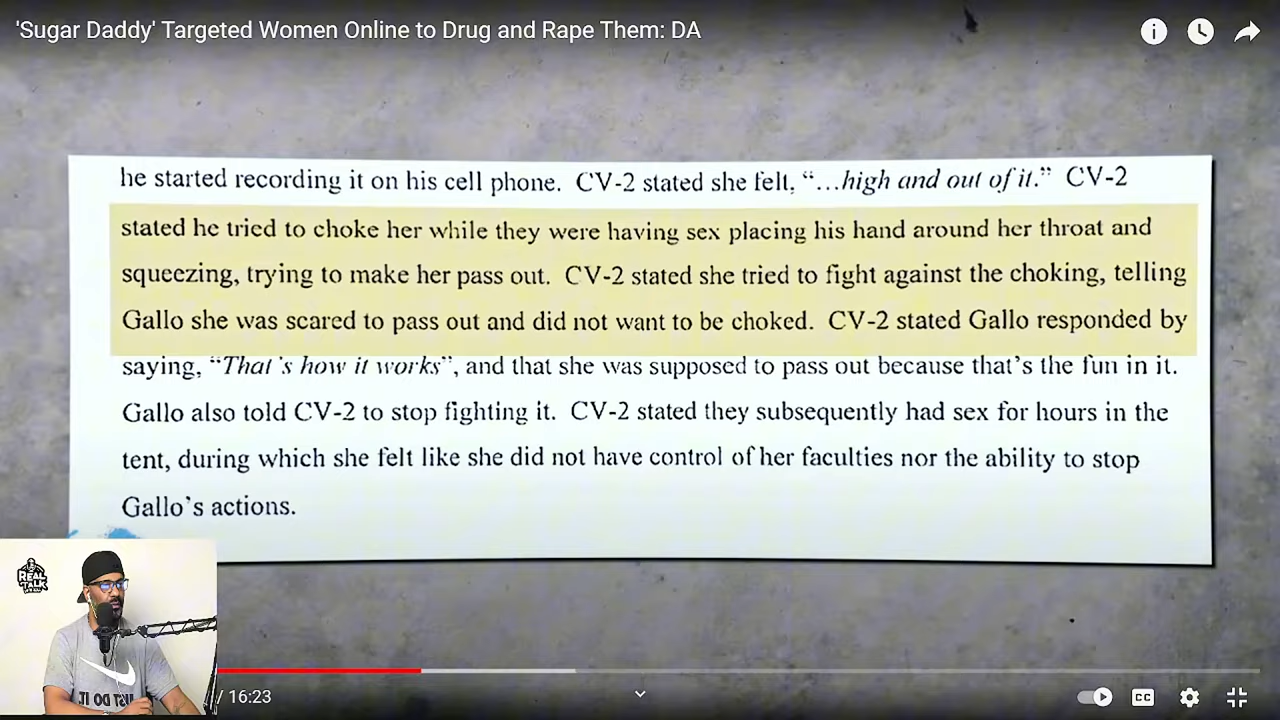 'Sugar Daddy' Targeted Women Online to Drug and Rape Them: DA
he started recording it on his cell phone. CV-2 stated she felt, “…high and out of it.” CV-2
stated he tried to choke her while they were having sex placing his hand around her throat and
squeezing, trying to make her pass out. CV-2 stated she tried to fight against the choking, telling
Gallo she was scared to pass out and did not want to be choked. CV-2 stated Gallo responded by
saying, “That’s how it works”, and that she was supposed to pass out because that’s the fun in it.
Gallo also told CV-2 to stop fighting it. CV-2 stated they subsequently had sex for hours in the
tent, during which she felt like she did not have control of her faculties nor the ability to stop
Gallo’s actions.
REAL
TALK
JUST DO IT
/ 16:23
CC